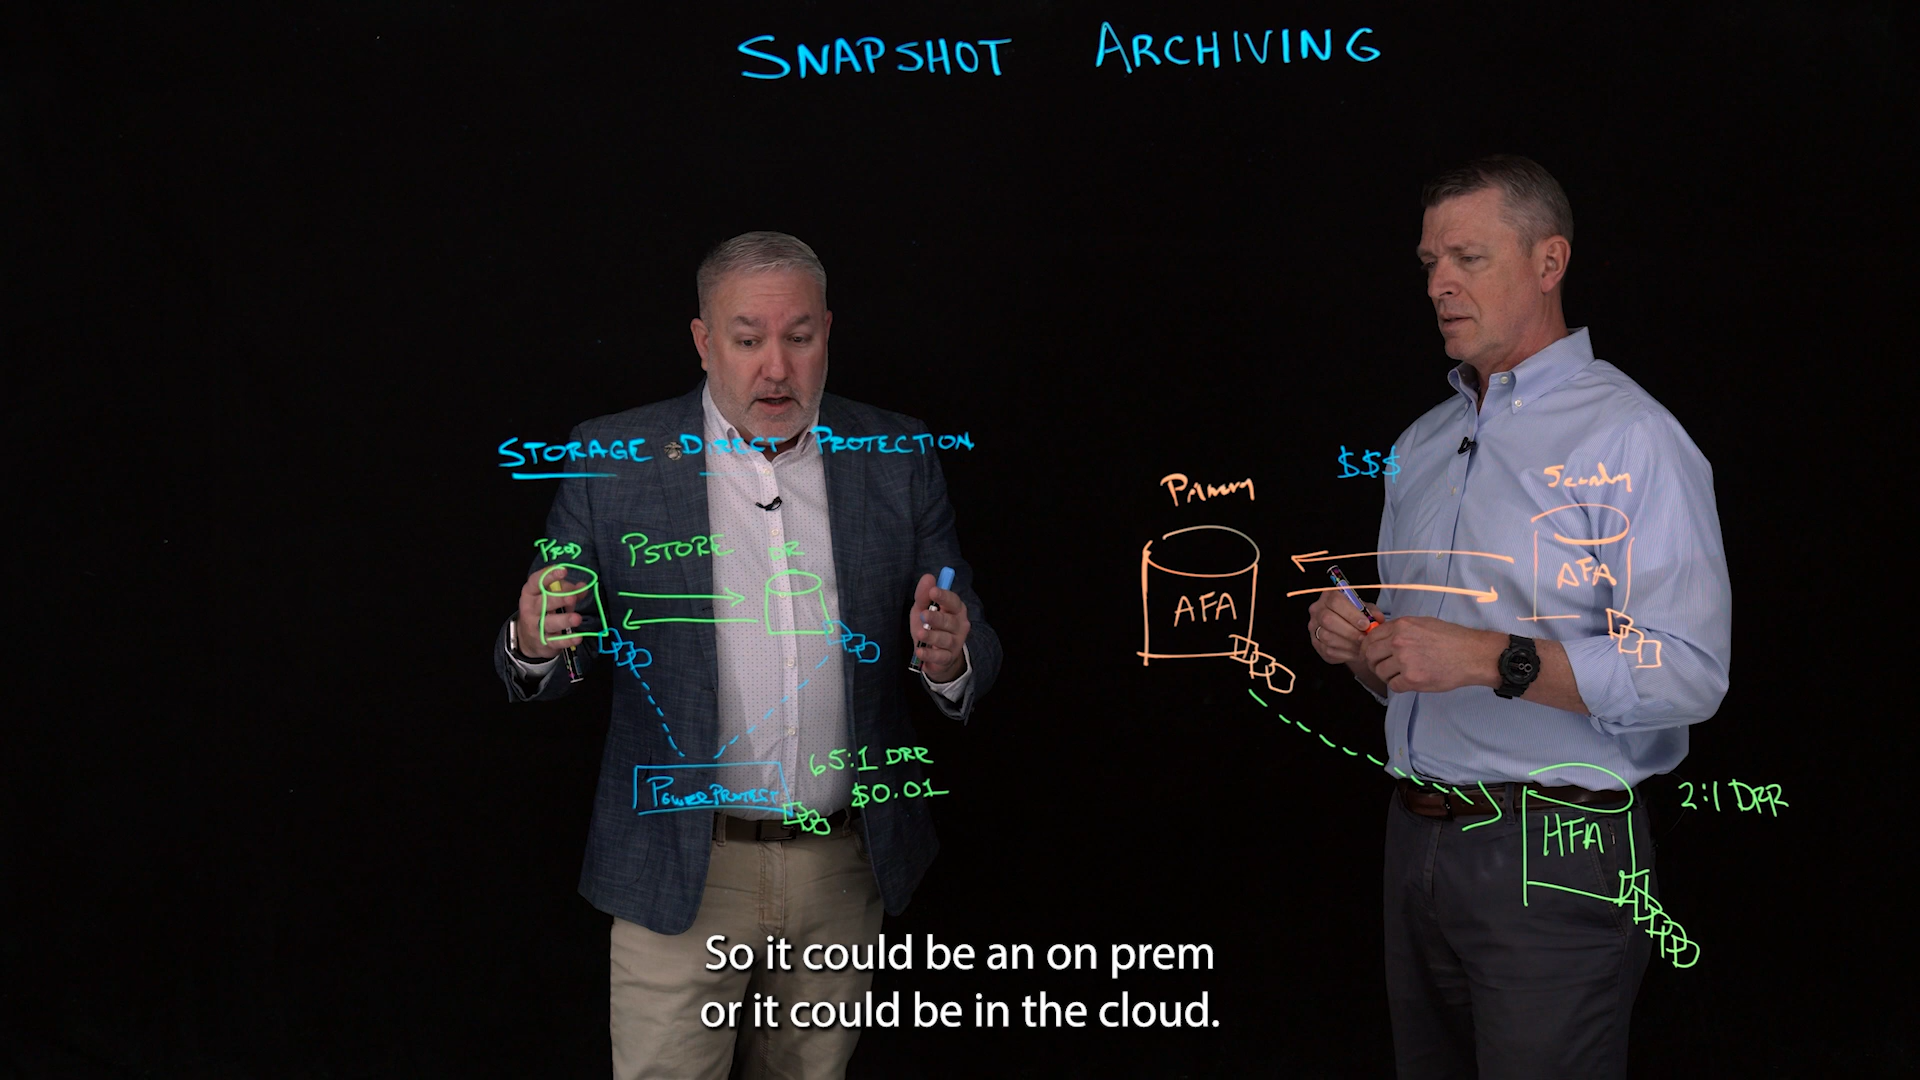 SNAPSHOT ARCHIVING
STORAGE DIRECT PROTECTION
PROD PSTORE DR
65:1 DRR
$0.01
POWERPROTECT
$$$
Primary
Secondary
AFA
AFA
HFA
2:1 DRR
So it could be an on prem
or it could be in the cloud.